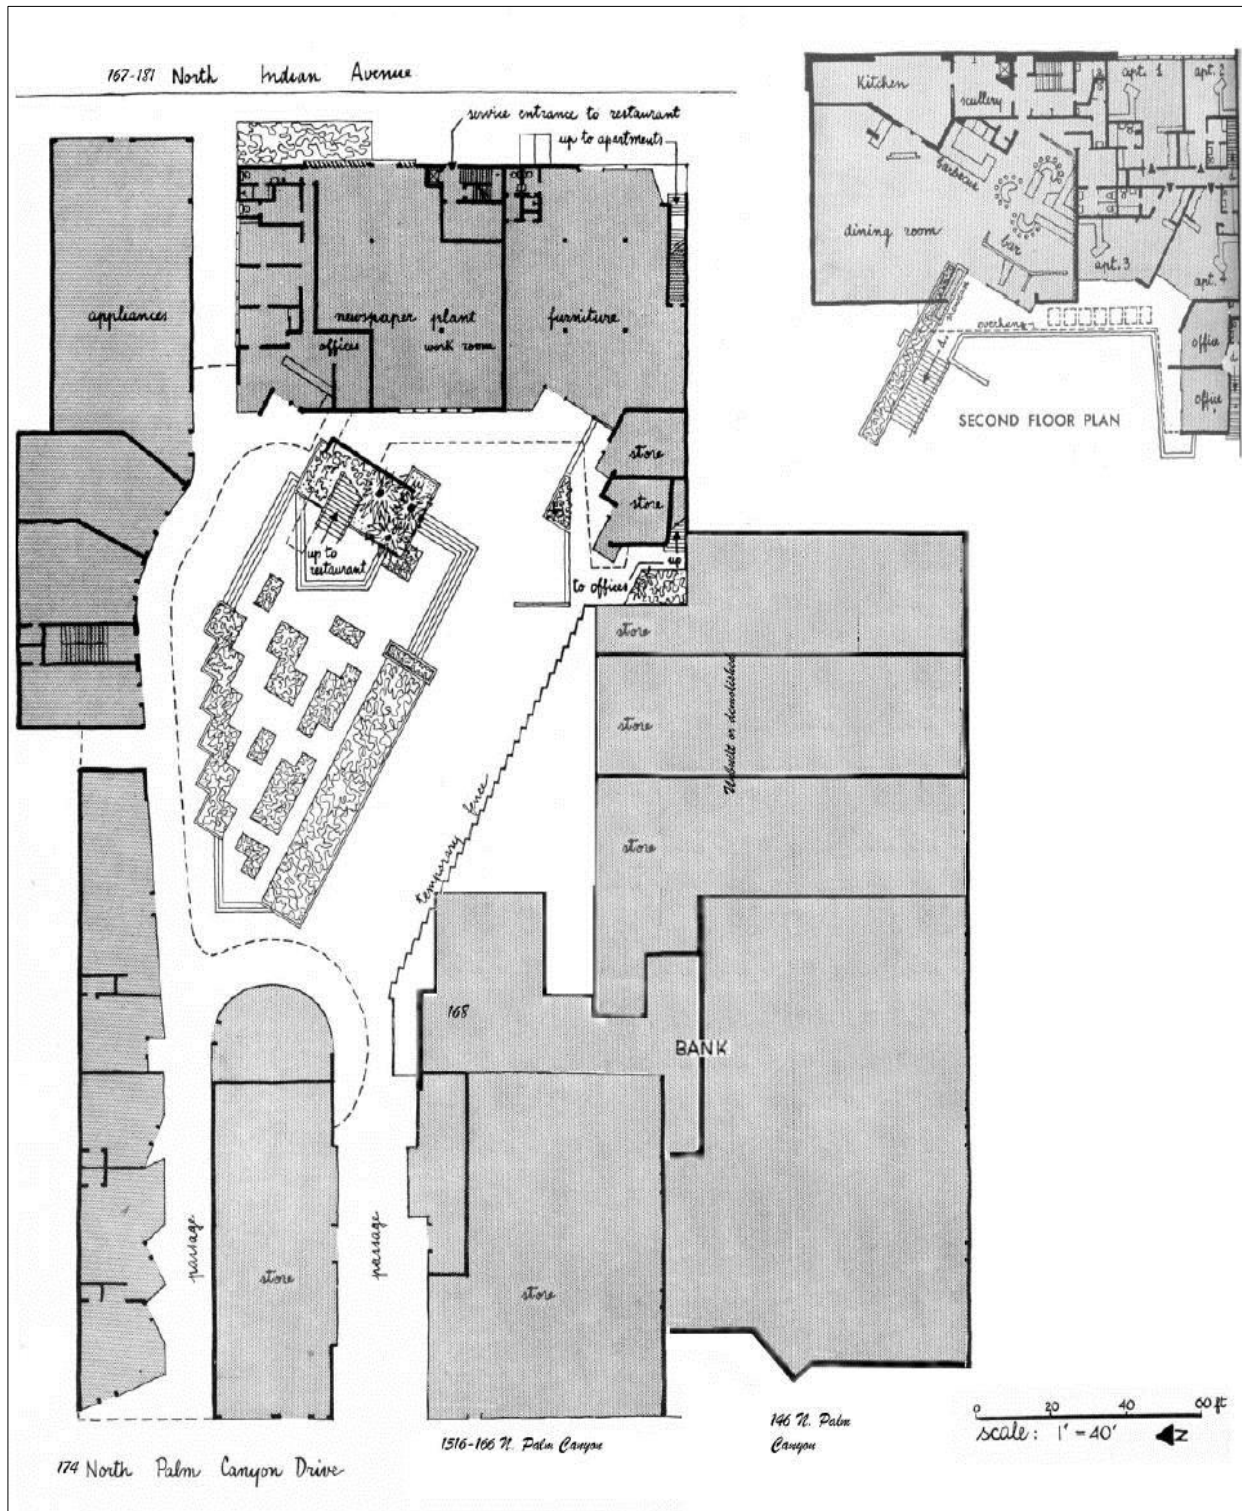 167-181 North Indian Avenue
service entrance to restaurant
up to apartments
appliances
newspaper plant
offices
work room
furniture
store
store
up to
restaurant
up
to offices
store
store
Unbuilt or demolished
store
temporary fence
168
BANK
passage
store
passage
store
1516-166 N. Palm Canyon
146 N. Palm
Canyon
174 North Palm Canyon Drive
Kitchen
scullery
apt. 1
apt. 2
barbecue
dining room
bar
apt. 3
apt. 4
overhang
office
office
d.
d.
SECOND FLOOR PLAN
0 20 40 60 ft
scale: 1' = 40'
N